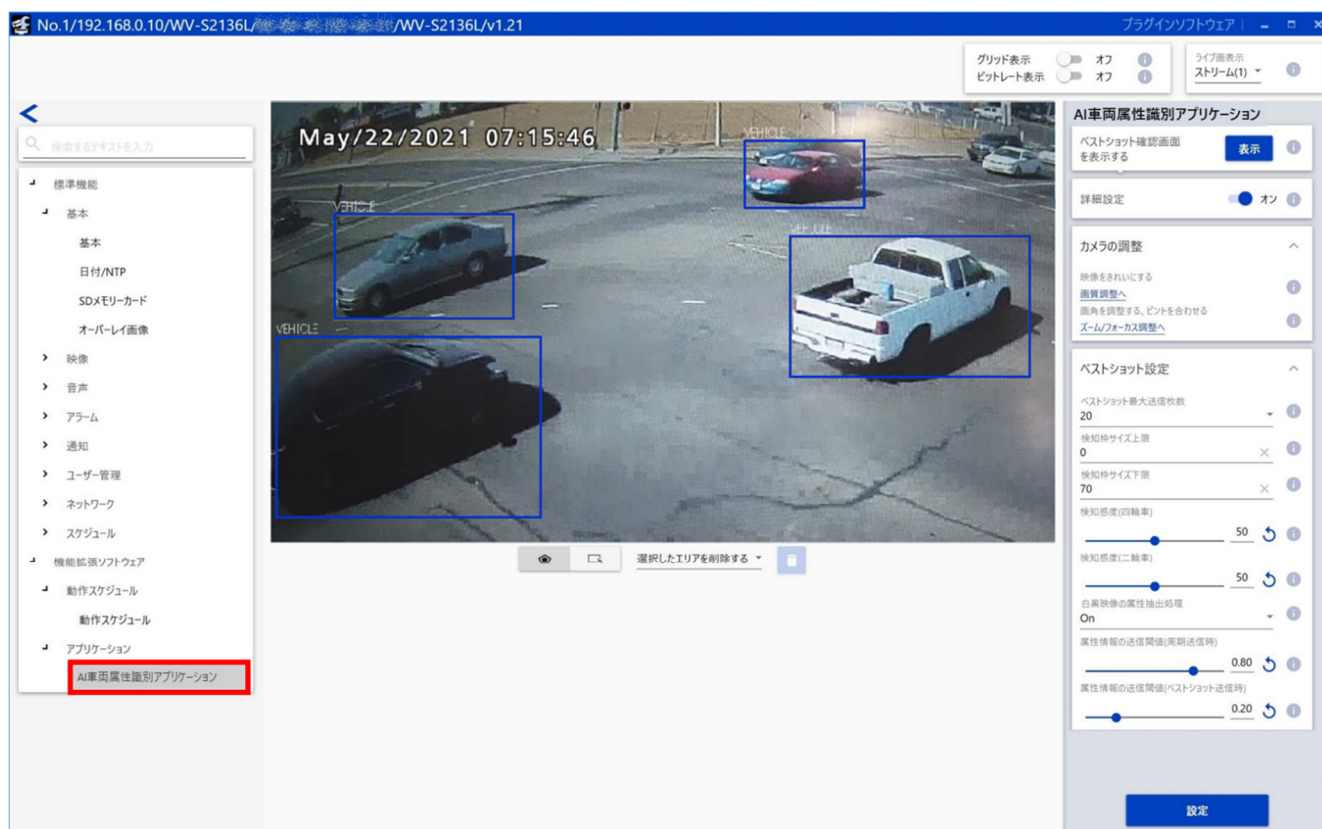 No.1/192.168.0.10/WV-S2136L/
/WV-S2136L/v1.21
プラグインソフトウェア
グリッド表示 オフ
ビットレート表示 オフ
ライブ画表示
ストリーム(1)
検索するテキストを入力
標準機能
基本
基本
日付/NTP
SDメモリーカード
オーバーレイ画像
映像
音声
アラーム
通知
ユーザー管理
ネットワーク
スケジュール
機能拡張ソフトウェア
動作スケジュール
動作スケジュール
アプリケーション
AI車両属性識別アプリケーション
May/22/2021 07:15:46
VEHICLE
VEHICLE
VEHICLE
選択したエリアを削除する
AI車両属性識別アプリケーション
ベストショット確認画面
を表示する
表示
詳細設定 オン
カメラの調整
映像をきれいにする
画質調整へ
画角を調整する、ピントを合わせる
ズーム/フォーカス調整へ
ベストショット設定
ベストショット最大送信枚数
20
検知枠サイズ上限
0
検知枠サイズ下限
70
検知感度(四輪車)
50
検知感度(二輪車)
50
白黒映像の属性抽出処理
On
属性情報の送信閾値(周期送信時)
0.80
属性情報の送信閾値(ベストショット送信時)
0.20
設定